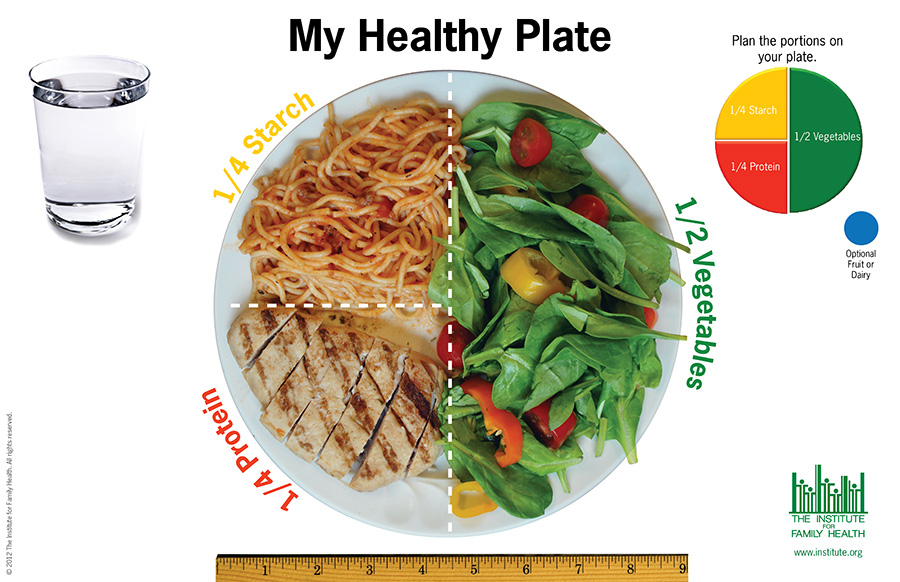 My Healthy Plate
Plan the portions on
your plate.
1/4 Starch
1/2 Vegetables
1/4 Protein
1/4 Starch
1/2 Vegetables
1/4 Protein
Optional
Fruit or
Dairy
THE INSTITUTE
FOR
FAMILY HEALTH
www.institute.org
© 2012 The Institute for Family Health. All rights reserved.
1 2 3 4 5 6 7 8 9